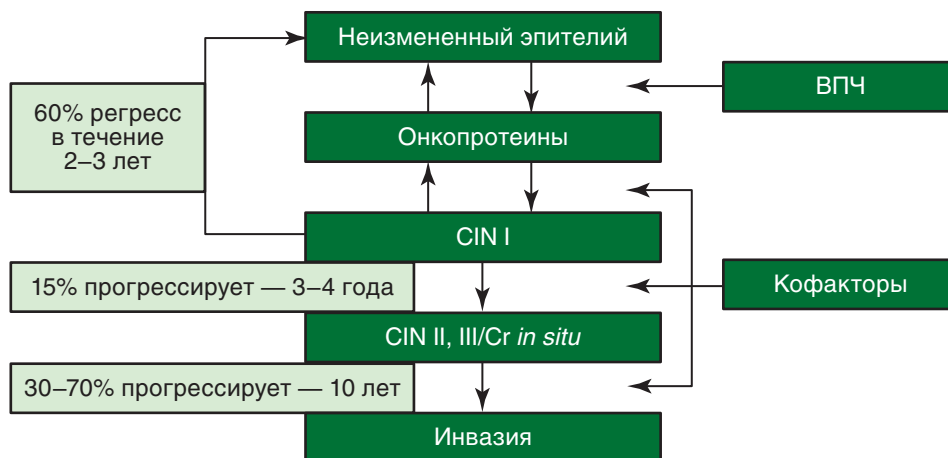 Неизмененный эпителий
ВПЧ
60% регресс
в течение
2–3 лет
Онкопротеины
CIN I
15% прогрессирует — 3–4 года
Кофакторы
CIN II, III/Cr in situ
30–70% прогрессирует — 10 лет
Инвазия